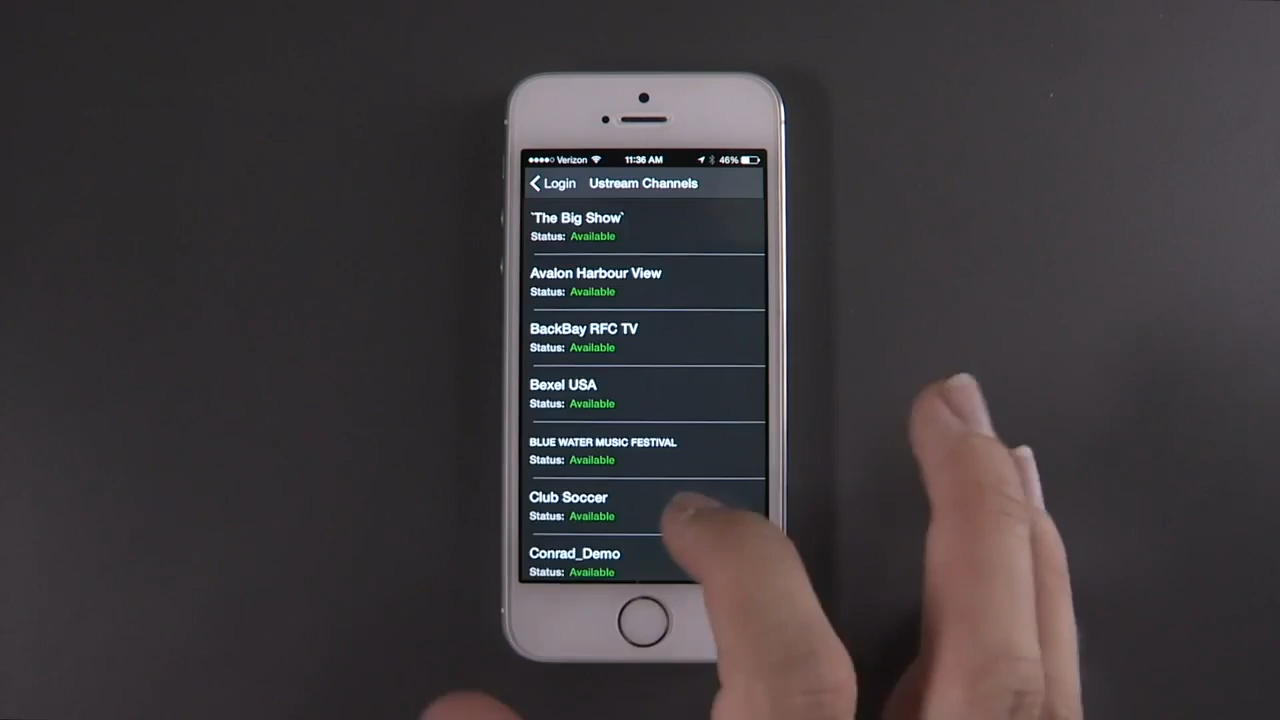 Verizon 11:36 AM 46%
Login Ustream Channels
`The Big Show`
Status: Available
Avalon Harbour View
Status: Available
BackBay RFC TV
Status: Available
Bexel USA
Status: Available
BLUE WATER MUSIC FESTIVAL
Status: Available
Club Soccer
Status: Available
Conrad_Demo
Status: Available